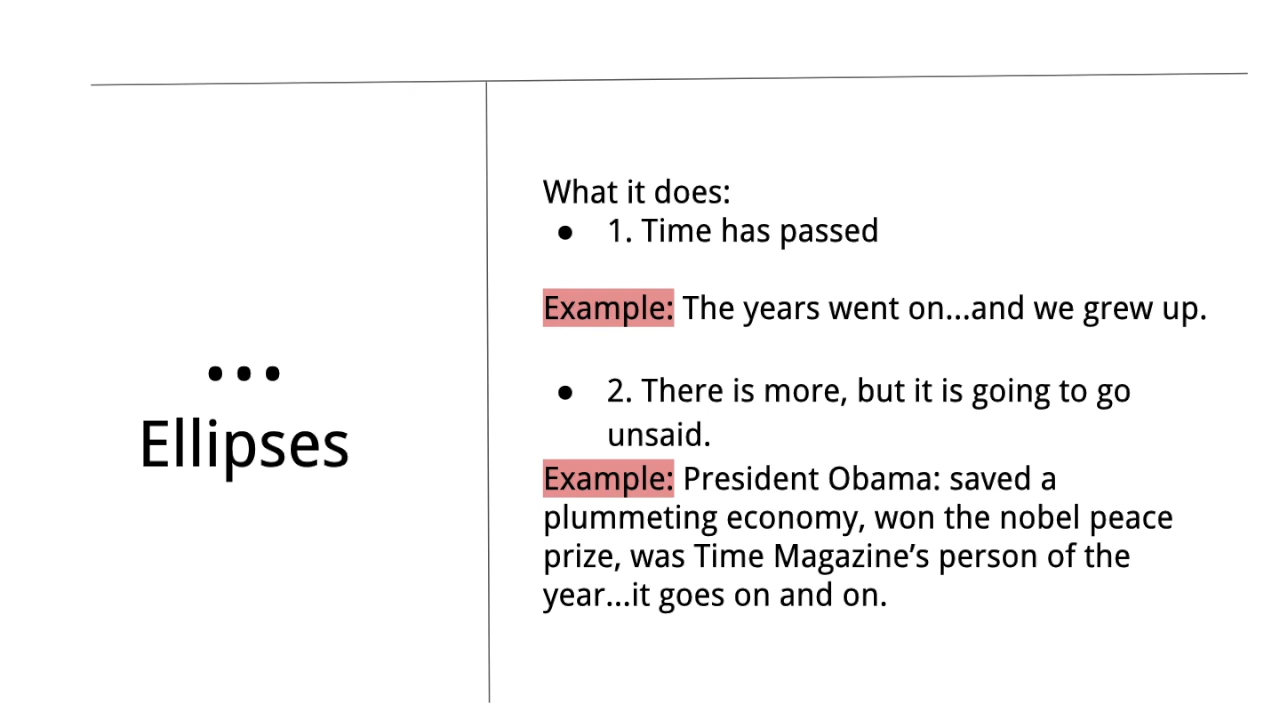 ...
Ellipses
What it does:
● 1. Time has passed
Example: The years went on...and we grew up.
● 2. There is more, but it is going to go
unsaid.
Example: President Obama: saved a
plummeting economy, won the nobel peace
prize, was Time Magazine’s person of the
year...it goes on and on.